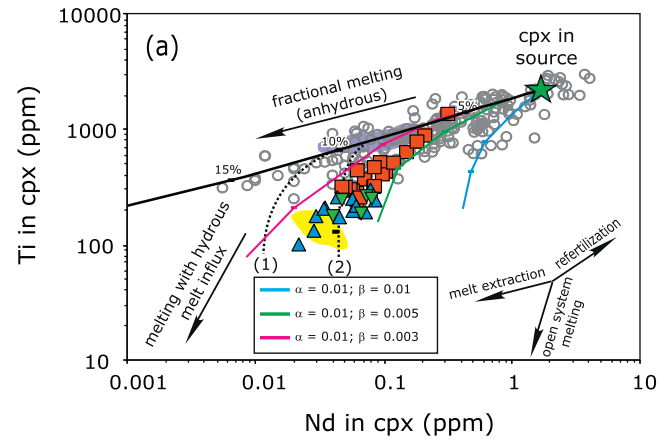 10000
1000
100
10
Ti in cpx (ppm)
(a)
cpx in
source
fractional melting
(anhydrous)
5%
10%
15%
melting with hydrous
melt influx
(1)
(2)
α = 0.01; β = 0.01
α = 0.01; β = 0.005
α = 0.01; β = 0.003
melt extraction
refertilization
open system
melting
0.001
0.01
0.1
1
10
Nd in cpx (ppm)